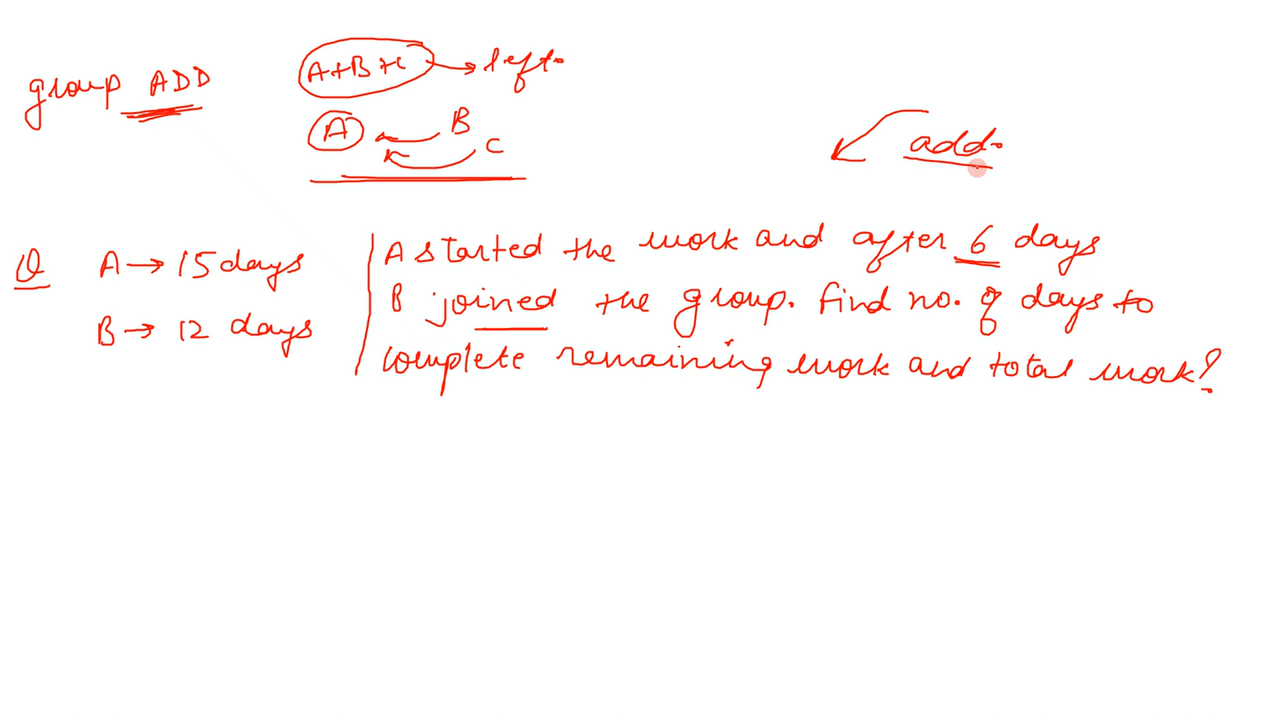 group ADD
A+B+C → left.
A ← B
← C
add.
Q A → 15 days
B → 12 days
A started the work and after 6 days
B joined the group. find no. of days to
complete remaining work and total work?